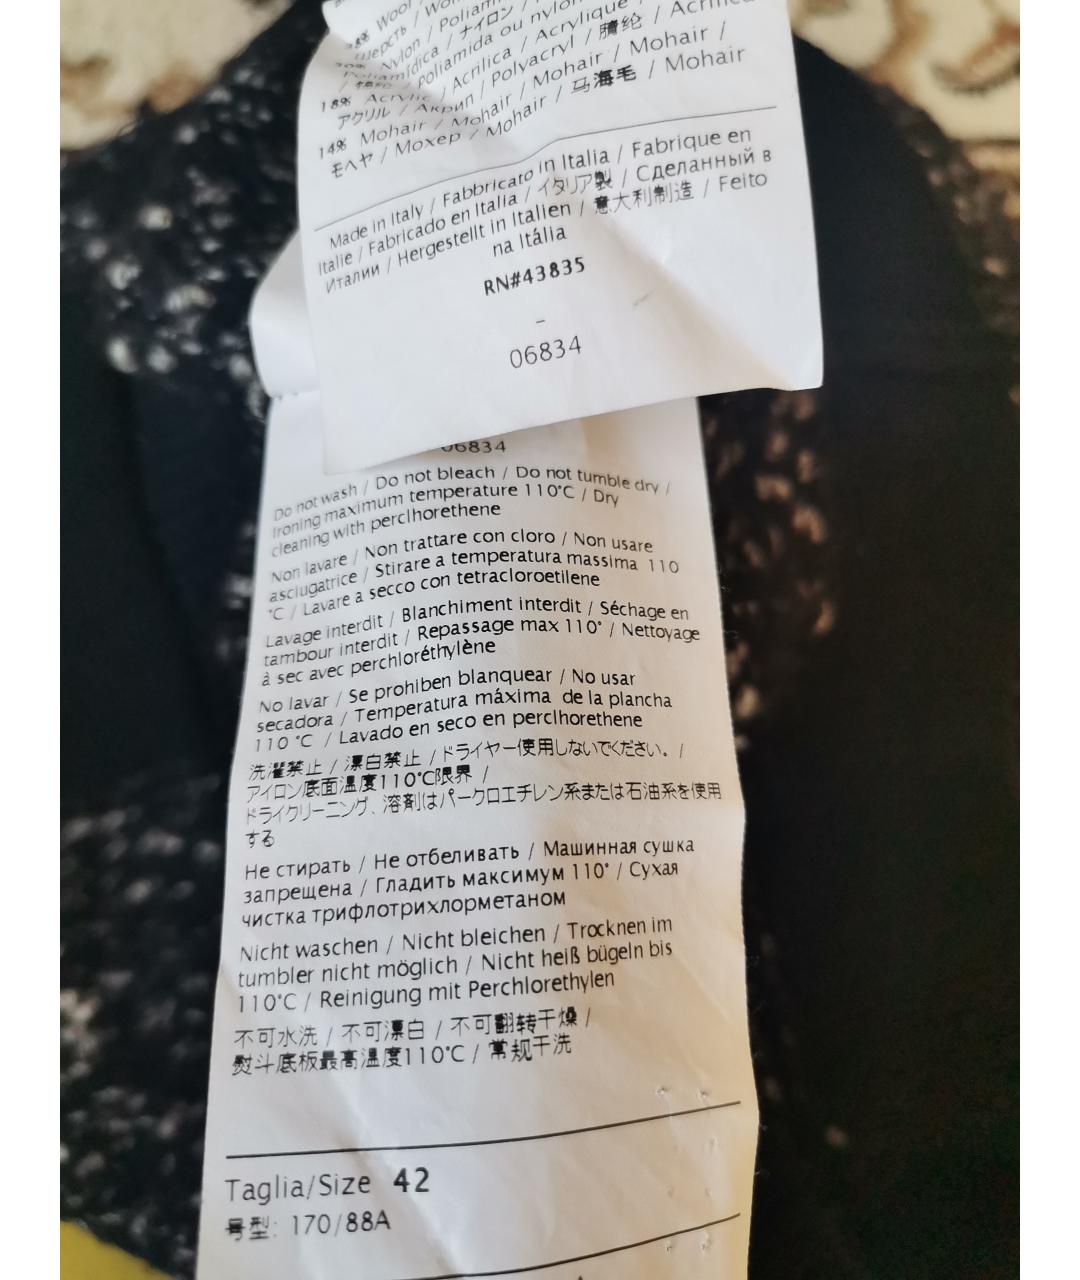 Wool
Шерсть
Nylon / Poliam
ナイロン
Poliamidica / poliamida ou nylon
18% Acrylic / Acrilica / Acrylique
アクリル / Акрил / Polyacryl / 腈纶 /
14% Mohair / Mohair / Mohair / Mohair /
モヘヤ / Мохер / Mohair / 马海毛 / Mohair
Made in Italy / Fabbricato in Italia / Fabrique en
Italie / Fabricado en Italia / イタリア製 / Сделанный в
Италии / Hergestellt in Italien / 意大利制造 / Feito
na Itália
RN#43835
-
06834
06834
Do not wash / Do not bleach / Do not tumble dry /
Ironing maximum temperature 110°C / Dry
cleaning with perclhorethene
Non lavare / Non trattare con cloro / Non usare
asciugatrice / Stirare a temperatura massima 110
°C / Lavare a secco con tetracloroetilene
Lavage interdit / Blanchiment interdit / Séchage en
tambour interdit / Repassage max 110° / Nettoyage
à sec avec perchloréthylène
No lavar / Se prohiben blanquear / No usar
secadora / Temperatura máxima de la plancha
110 °C / Lavado en seco en perclhorethene
洗濯禁止 / 漂白禁止 / ドライヤー使用しないでください。 /
アイロン底面温度110°C限界 /
ドライクリーニング、溶剤はパークロエチレン系または石油系を使用
する
Не стирать / Не отбеливать / Машинная сушка
запрещена / Гладить максимум 110° / Сухая
чистка трифлотрихлорметаном
Nicht waschen / Nicht bleichen / Trocknen im
tumbler nicht möglich / Nicht heiß bügeln bis
110°C / Reinigung mit Perchlorethylen
不可水洗 / 不可漂白 / 不可翻转干燥 /
熨斗底板最高温度110°C / 常规干洗
Taglia/Size 42
号型: 170/88A